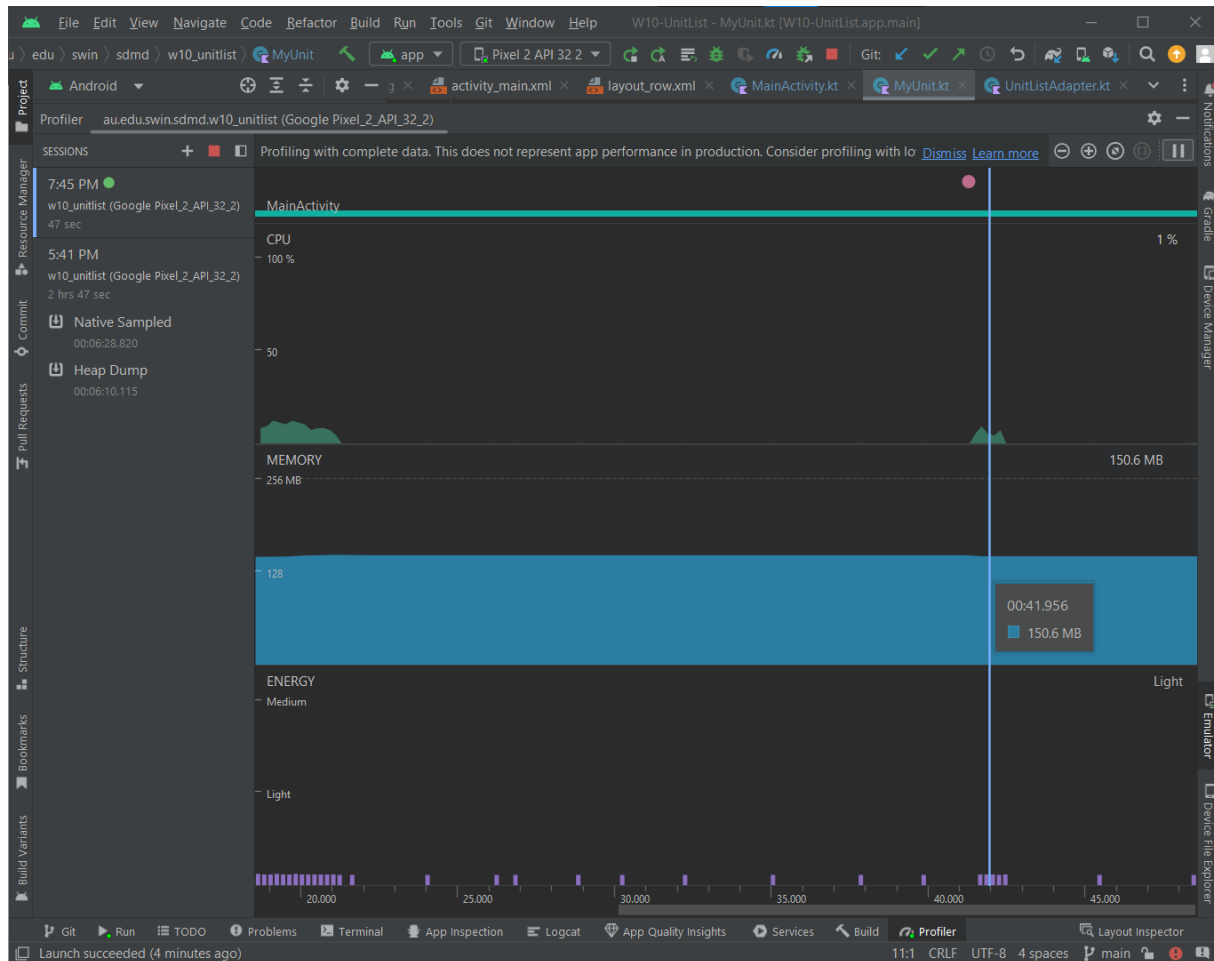 File Edit View Navigate Code Refactor Build Run Tools Git Window Help W10-UnitList - MyUnit.kt [W10-UnitList.app.main]
edu swin sdmd w10_unitlist MyUnit app Pixel 2 API 32 2 Git:
Android activity_main.xml layout_row.xml MainActivity.kt MyUnit.kt UnitListAdapter.kt
Profiler au.edu.swin.sdmd.w10_unitlist (Google Pixel_2_API_32_2)
SESSIONS Profiling with complete data. This does not represent app performance in production. Consider profiling with lo Dismiss Learn more
7:45 PM
w10_unitlist (Google Pixel_2_API_32_2)
47 sec
5:41 PM
w10_unitlist (Google Pixel_2_API_32_2)
2 hrs 47 sec
Native Sampled
00:06:28.820
Heap Dump
00:06:10.115
MainActivity
CPU 1 %
100 %
50
MEMORY 150.6 MB
256 MB
128
00:41.956
150.6 MB
ENERGY Light
Medium
Light
20.000 25.000 30.000 35.000 40.000 45.000
Project
Resource Manager
Commit
Pull Requests
Structure
Bookmarks
Build Variants
Notifications
Gradle
Device Manager
Emulator
Device File Explorer
Git Run TODO Problems Terminal App Inspection Logcat App Quality Insights Services Build Profiler Layout Inspector
Launch succeeded (4 minutes ago) 11:1 CRLF UTF-8 4 spaces main